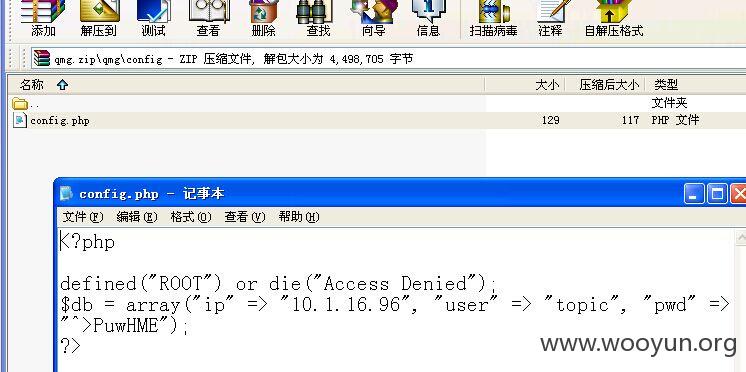 添加 解压到 测试 查看 删除 查找 向导 信息 扫描病毒 注释 自解压格式
qmg.zip\qmg\config - ZIP 压缩文件, 解包大小为 4,498,705 字节
名称 大小 压缩后大小 类型
.. 文件夹
config.php 129 117 PHP 文件
config.php - 记事本
文件(F) 编辑(E) 格式(O) 查看(V) 帮助(H)
<?php
defined("ROOT") or die("Access Denied");
$db = array("ip" => "10.1.16.96", "user" => "topic", "pwd" =>
"^>PuwHME");
?>
www.wooyun.org